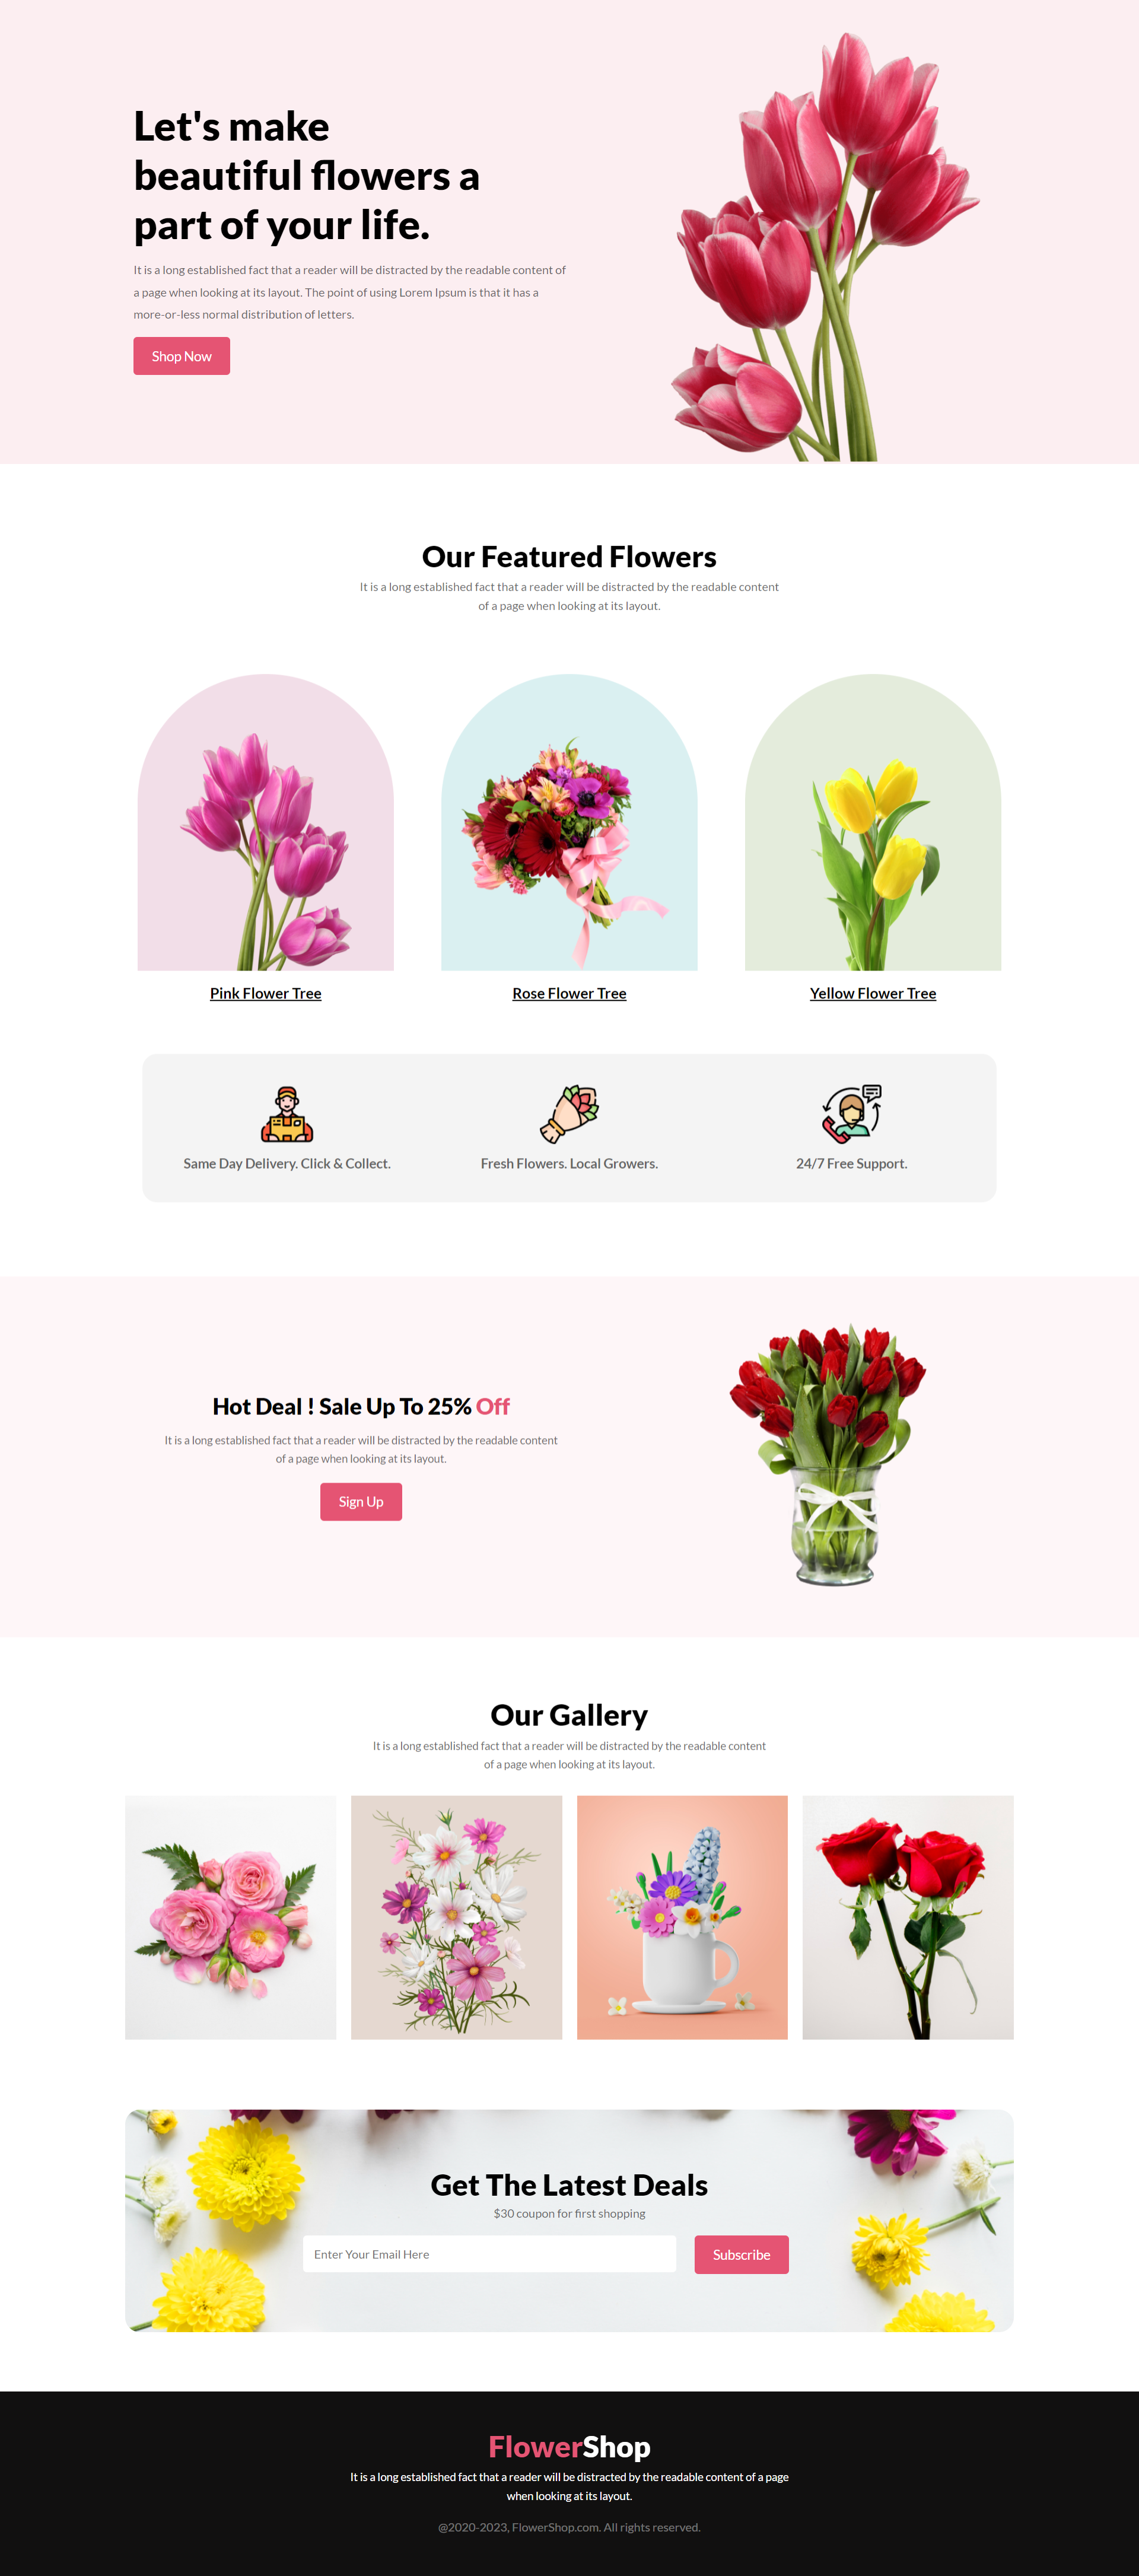 Let's make
beautiful flowers a
part of your life.
It is a long established fact that a reader will be distracted by the readable content of
a page when looking at its layout. The point of using Lorem Ipsum is that it has a
more-or-less normal distribution of letters.
Shop Now
Our Featured Flowers
It is a long established fact that a reader will be distracted by the readable content
of a page when looking at its layout.
Pink Flower Tree
Rose Flower Tree
Yellow Flower Tree
Same Day Delivery. Click & Collect.
Fresh Flowers. Local Growers.
24/7 Free Support.
Hot Deal ! Sale Up To 25% Off
It is a long established fact that a reader will be distracted by the readable content
of a page when looking at its layout.
Sign Up
Our Gallery
It is a long established fact that a reader will be distracted by the readable content
of a page when looking at its layout.
Get The Latest Deals
$30 coupon for first shopping
Enter Your Email Here
Subscribe
FlowerShop
It is a long established fact that a reader will be distracted by the readable content of a page
when looking at its layout.
@2020-2023, FlowerShop.com. All rights reserved.